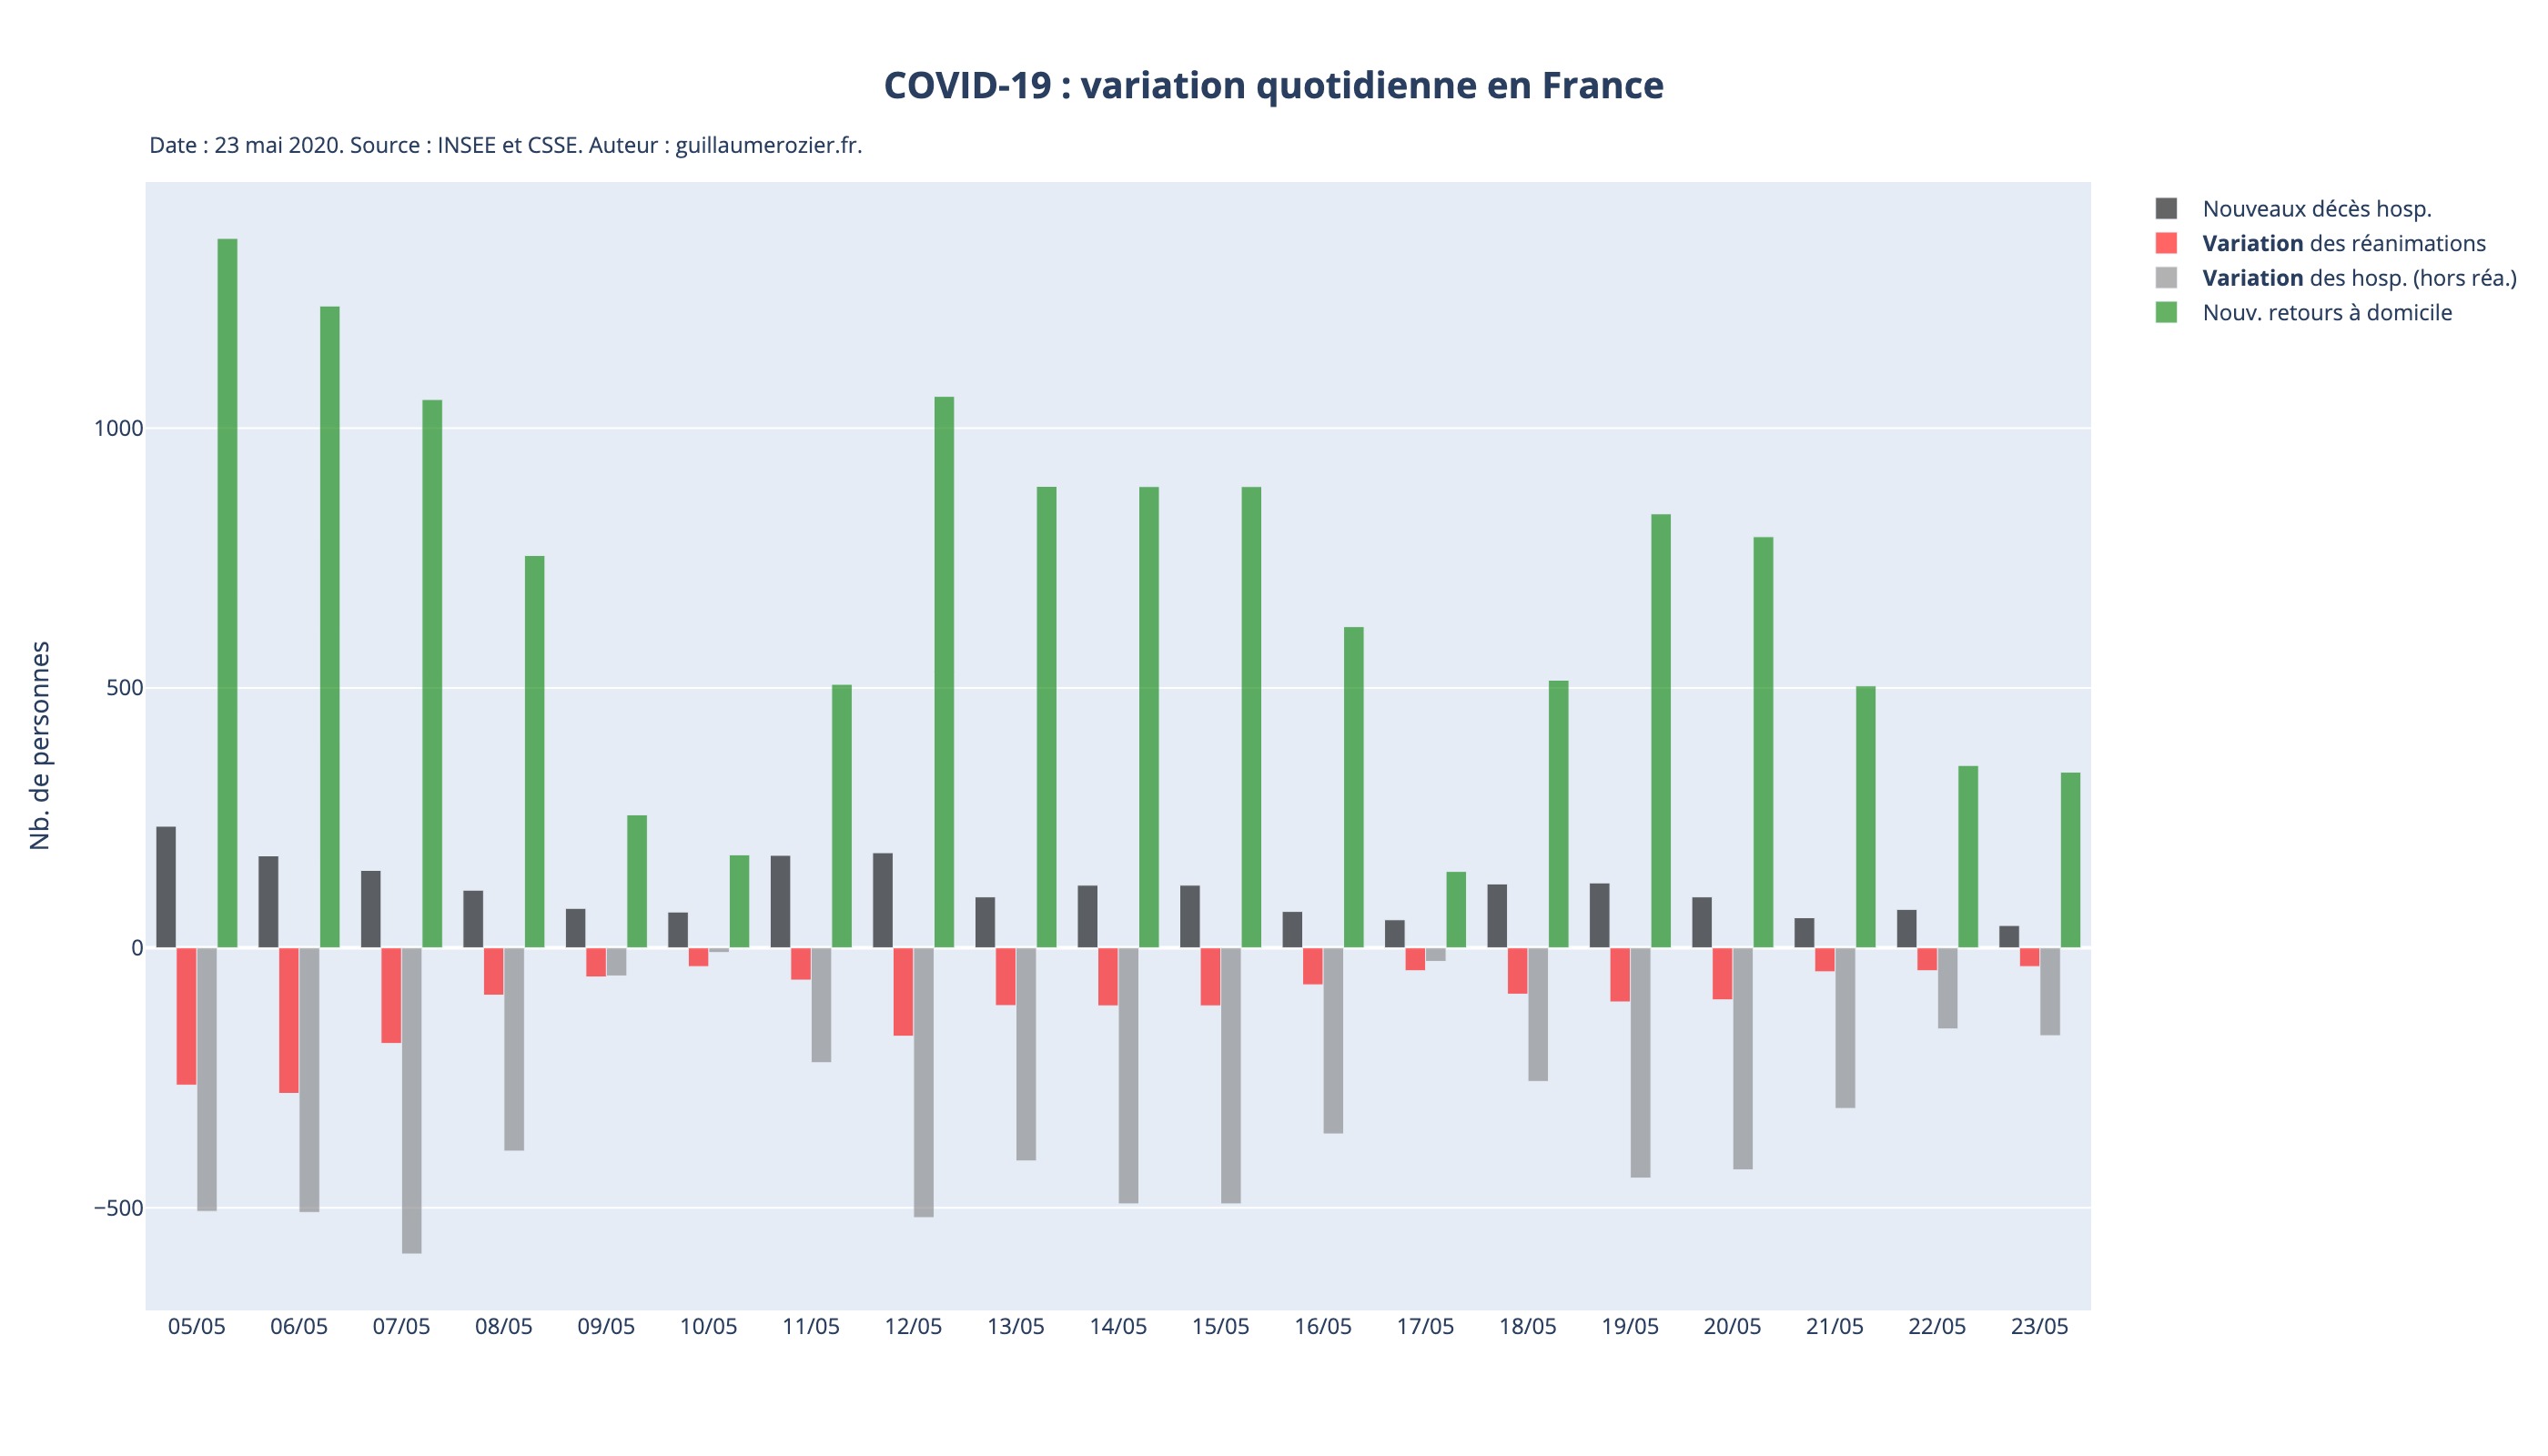 COVID-19 : variation quotidienne en France
Date : 23 mai 2020. Source : INSEE et CSSE. Auteur : guillaumerozier.fr.
Nouveaux décès hosp.
Variation des réanimations
Variation des hosp. (hors réa.)
Nouv. retours à domicile
Nb. de personnes
1000
500
0
−500
05/05 06/05 07/05 08/05 09/05 10/05 11/05 12/05 13/05 14/05 15/05 16/05 17/05 18/05 19/05 20/05 21/05 22/05 23/05